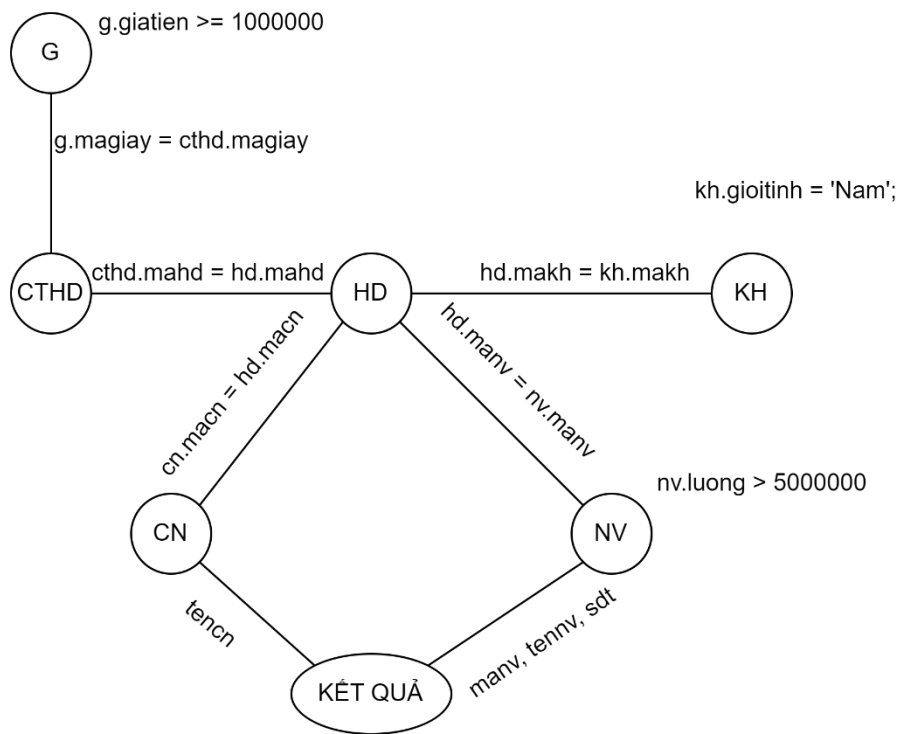 g.giatien >= 1000000
G
g.magiay = cthd.magiay
kh.gioitinh = 'Nam';
CTHD
cthd.mahd = hd.mahd
HD
hd.makh = kh.makh
KH
cn.macn = hd.macn
hd.manv = nv.manv
nv.luong > 5000000
CN
NV
tencn
manv, tennv, sdt
KẾT QUẢ